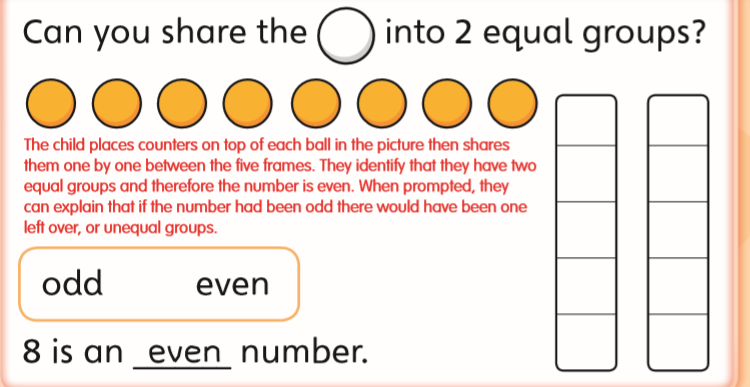 Can you share the into 2 equal groups?
The child places counters on top of each ball in the picture then shares
them one by one between the five frames. They identify that they have two
equal groups and therefore the number is even. When prompted, they
can explain that if the number had been odd there would have been one
left over, or unequal groups.
odd even
8 is an even number.